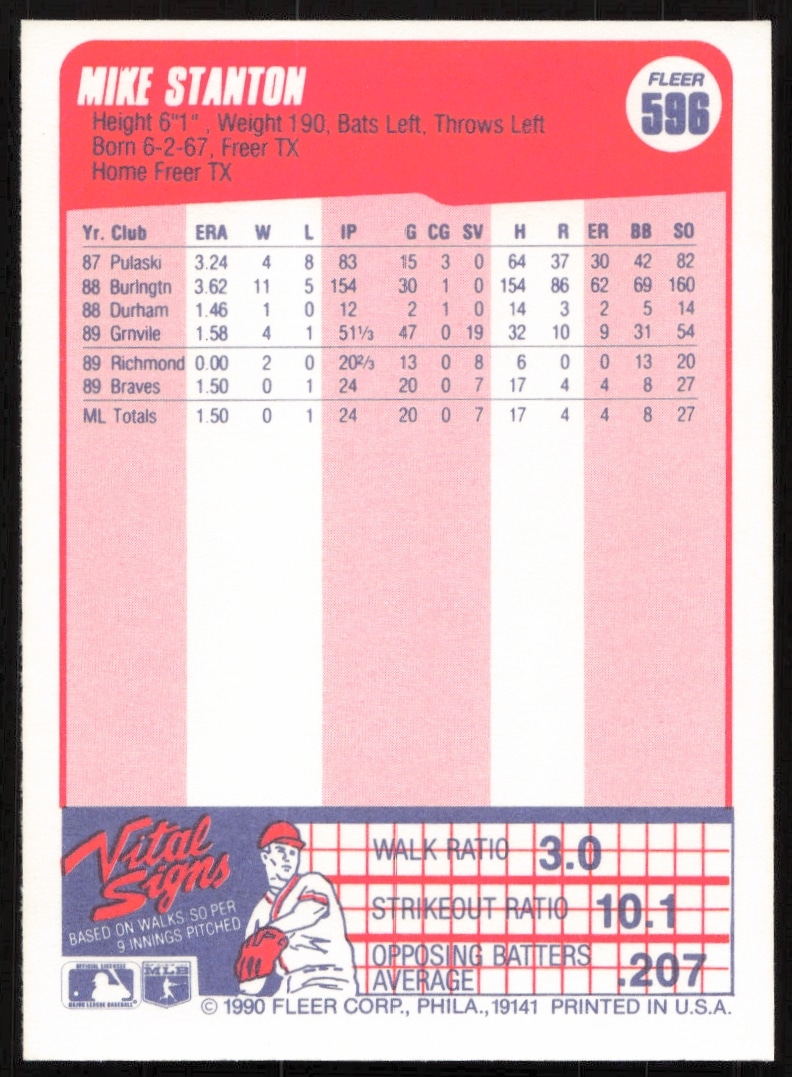 MIKE STANTON
FLEER
596
Height 6"1" , Weight 190, Bats Left, Throws Left
Born 6-2-67, Freer TX
Home Freer TX
Yr. Club ERA W L IP G CG SV H R ER BB SO
87 Pulaski 3.24 4 8 83 15 3 0 64 37 30 42 82
88 Burlngtn 3.62 11 5 154 30 1 0 154 86 62 69 160
88 Durham 1.46 1 0 12 2 1 0 14 3 2 5 14
89 Grnvile 1.58 4 1 51⅓ 47 0 19 32 10 9 31 54
89 Richmond 0.00 2 0 20⅔ 13 0 8 6 0 0 13 20
89 Braves 1.50 0 1 24 20 0 7 17 4 4 8 27
ML Totals 1.50 0 1 24 20 0 7 17 4 4 8 27
Vital
Signs
BASED ON WALKS/SO PER
9 INNINGS PITCHED
WALK RATIO 3.0
STRIKEOUT RATIO 10.1
OPPOSING BATTERS
AVERAGE .207
OFFICIAL LICENSEE
MAJOR LEAGUE BASEBALL
MLB
© 1990 FLEER CORP., PHILA., 19141 PRINTED IN U.S.A.